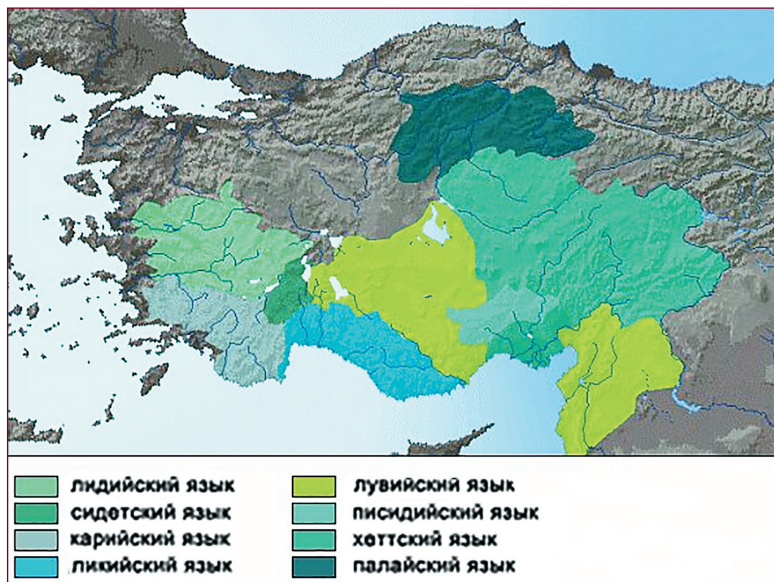 лидийский язык
сидетский язык
карийский язык
ликийский язык
лувийский язык
писидийский язык
хеттский язык
палайский язык